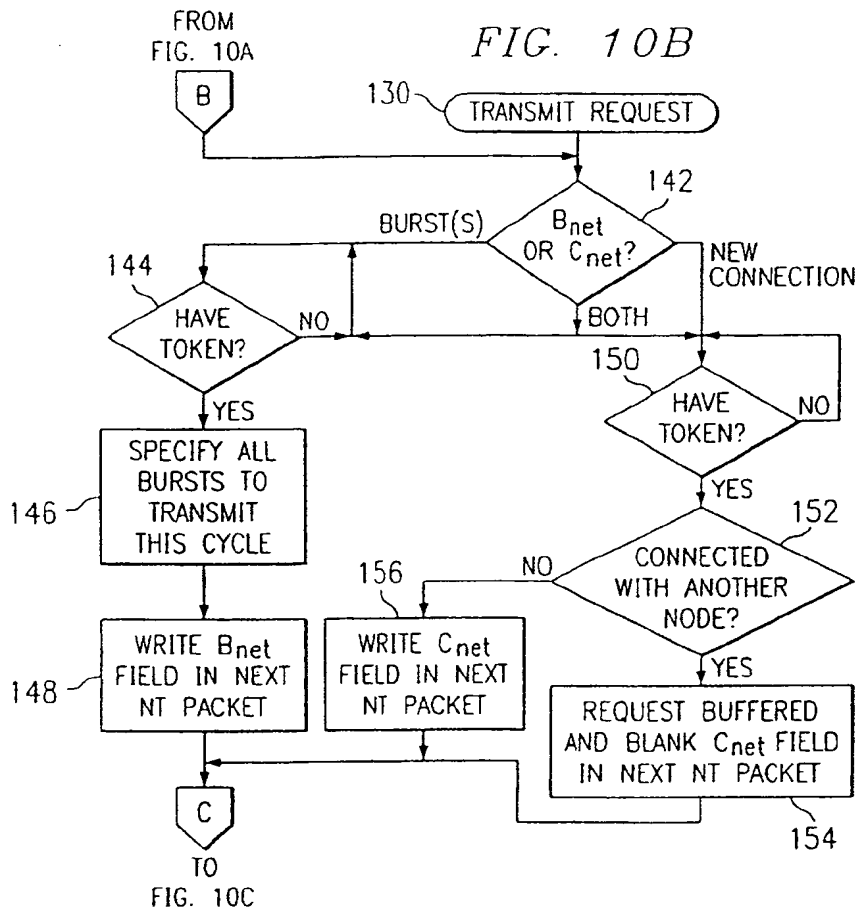 FROM
FIG. 10A
B
FIG. 10B
130
TRANSMIT REQUEST
142
Bnet
OR Cnet?
BURST(S)
NEW
CONNECTION
BOTH
144
HAVE
TOKEN?
NO
YES
150
HAVE
TOKEN?
NO
YES
146
SPECIFY ALL
BURSTS TO
TRANSMIT
THIS CYCLE
152
CONNECTED
WITH ANOTHER
NODE?
NO
YES
148
WRITE Bnet
FIELD IN NEXT
NT PACKET
156
WRITE Cnet
FIELD IN NEXT
NT PACKET
REQUEST BUFFERED
AND BLANK Cnet FIELD
IN NEXT NT PACKET
154
C
TO
FIG. 10C